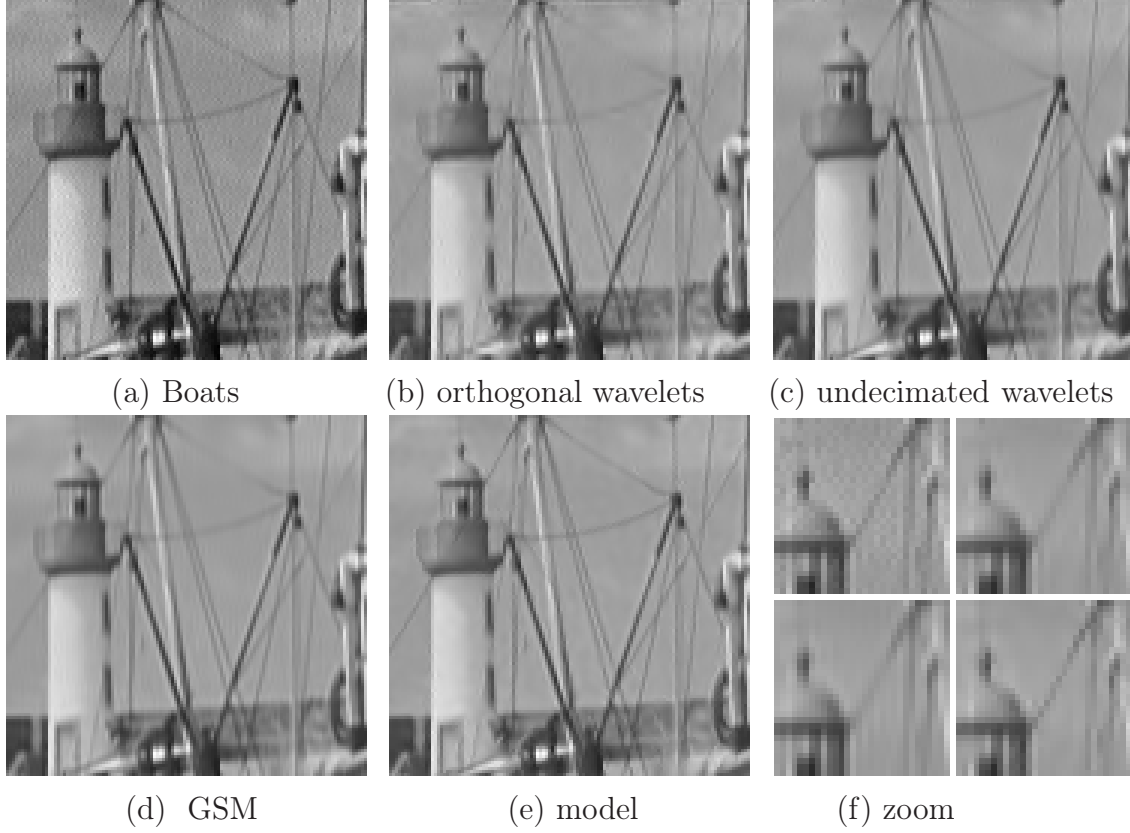 (a) Boats
(b) orthogonal wavelets
(c) undecimated wavelets
(d) GSM
(e) model
(f) zoom